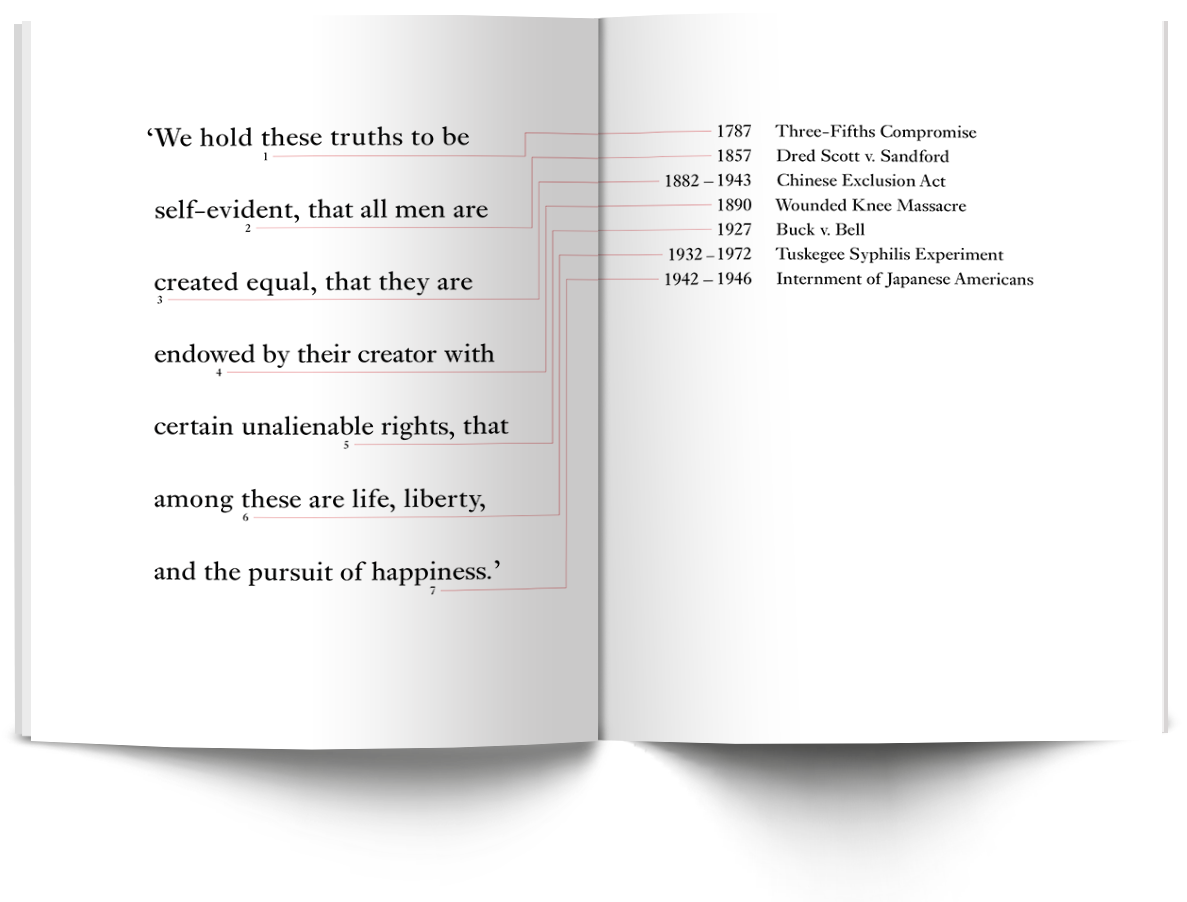 ‘We hold these truths to be
1
self-evident, that all men are
2
created equal, that they are
3
endowed by their creator with
4
certain unalienable rights, that
5
among these are life, liberty,
6
and the pursuit of happiness.’
7
1787 Three-Fifths Compromise
1857 Dred Scott v. Sandford
1882 – 1943 Chinese Exclusion Act
1890 Wounded Knee Massacre
1927 Buck v. Bell
1932 – 1972 Tuskegee Syphilis Experiment
1942 – 1946 Internment of Japanese Americans